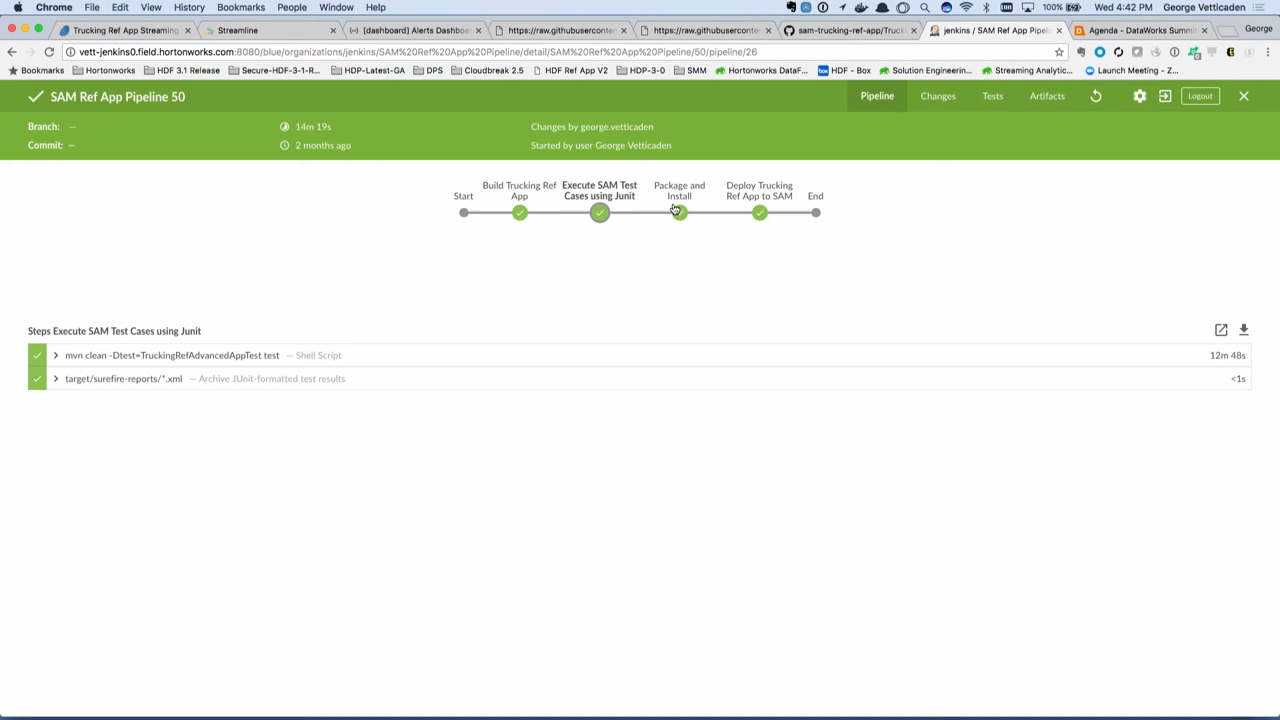 Chrome File Edit View History Bookmarks People Window Help 100% Wed 4:42 PM George Vetticaden
Trucking Ref App Streaming Streamline [dashboard] Alerts Dashbo https://raw.githubuserconte https://raw.githubuserconte sam-trucking-ref-app/Truck jenkins / SAM Ref App Pipeli Agenda - DataWorks Summit George
vett-jenkins0.field.hortonworks.com:8080/blue/organizations/jenkins/SAM%20Ref%20App%20Pipeline/detail/SAM%20Ref%20App%20Pipeline/50/pipeline/26
Bookmarks Hortonworks HDF 3.1 Release Secure-HDF-3-1-R... HDP-Latest-GA DPS Cloudbreak 2.5 HDF Ref App V2 HDP-3-0 SMM Hortonworks DataF... HDF - Box Solution Engineerin... Streaming Analytic... Launch Meeting - Z...
SAM Ref App Pipeline 50 Pipeline Changes Tests Artifacts Logout
Branch: — 14m 19s Changes by george.vetticaden
Commit: — 2 months ago Started by user George Vetticaden
Start
Build Trucking Ref
App
Execute SAM Test
Cases using Junit
Package and
Install
Deploy Trucking
Ref App to SAM
End
Steps Execute SAM Test Cases using Junit
mvn clean -Dtest=TruckingRefAdvancedAppTest test — Shell Script 12m 48s
target/surefire-reports/*.xml — Archive JUnit-formatted test results <1s